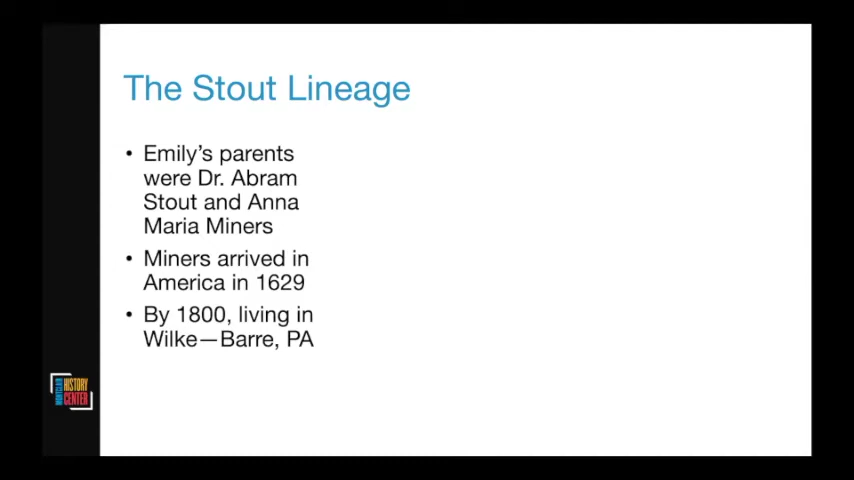 The Stout Lineage
• Emily's parents
were Dr. Abram
Stout and Anna
Maria Miners
• Miners arrived in
America in 1629
• By 1800, living in
Wilke—Barre, PA
MONTCLAIR
HISTORY
CENTER